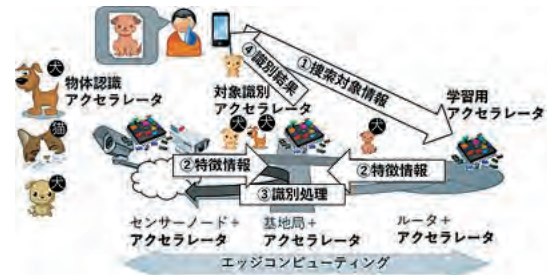 犬
物体認識
アクセラレータ
猫
犬
④識別結果
①捜索対象情報
対象識別
アクセラレータ
学習用
アクセラレータ
犬
犬
犬
②特徴情報
②特徴情報
③識別処理
センサーノード+
アクセラレータ
基地局+
アクセラレータ
ルータ+
アクセラレータ
エッジコンピューティング